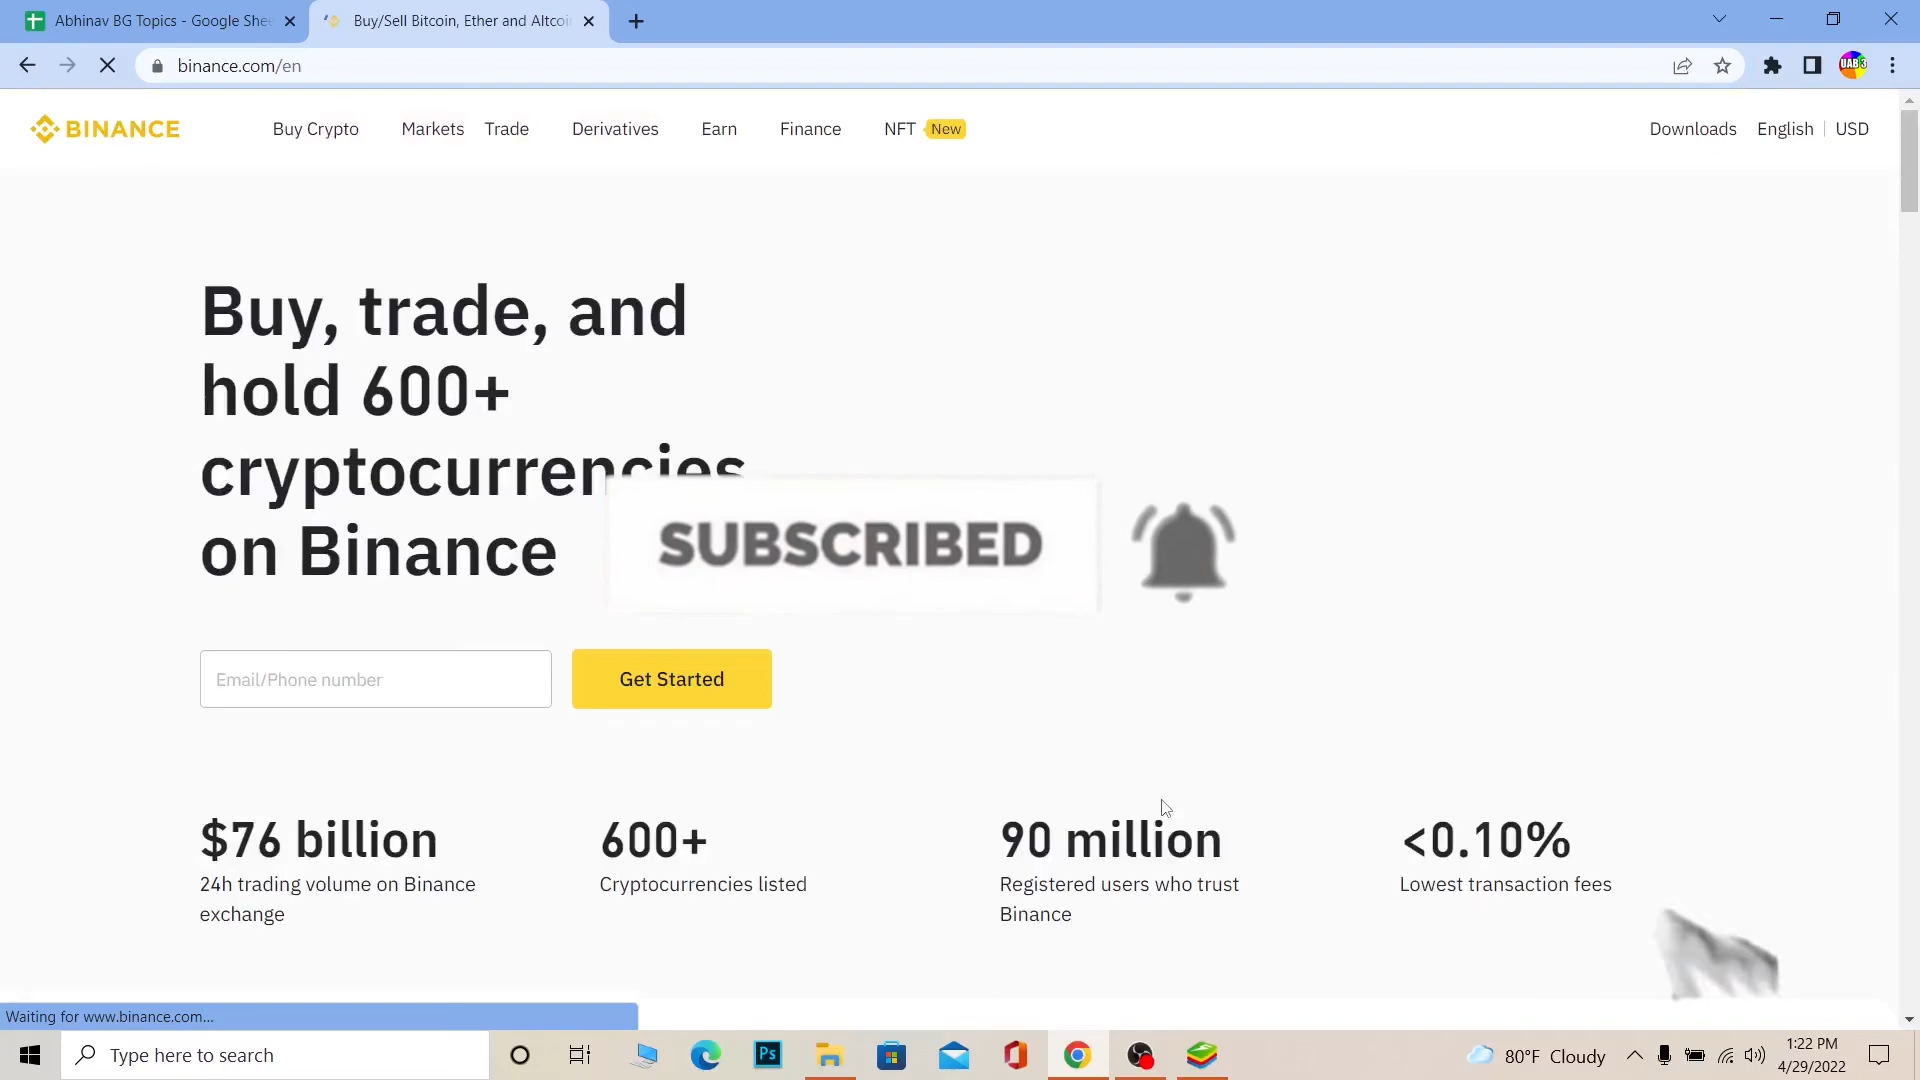 Abhinav BG Topics - Google Shee
Buy/Sell Bitcoin, Ether and Altcoi
binance.com/en
UAB 3
BINANCE
Buy Crypto
Markets
Trade
Derivatives
Earn
Finance
NFT New
Downloads
English
USD
Buy, trade, and
hold 600+
cryptocurrencies
on Binance
SUBSCRIBED
Email/Phone number
Get Started
$76 billion
24h trading volume on Binance
exchange
600+
Cryptocurrencies listed
90 million
Registered users who trust
Binance
<0.10%
Lowest transaction fees
Waiting for www.binance.com...
Type here to search
Ps
80°F Cloudy
1:22 PM
4/29/2022